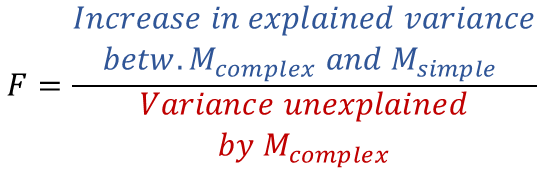 Increase in explained variance
betw. M_complex and M_simple
F =
Variance unexplained
by M_complex